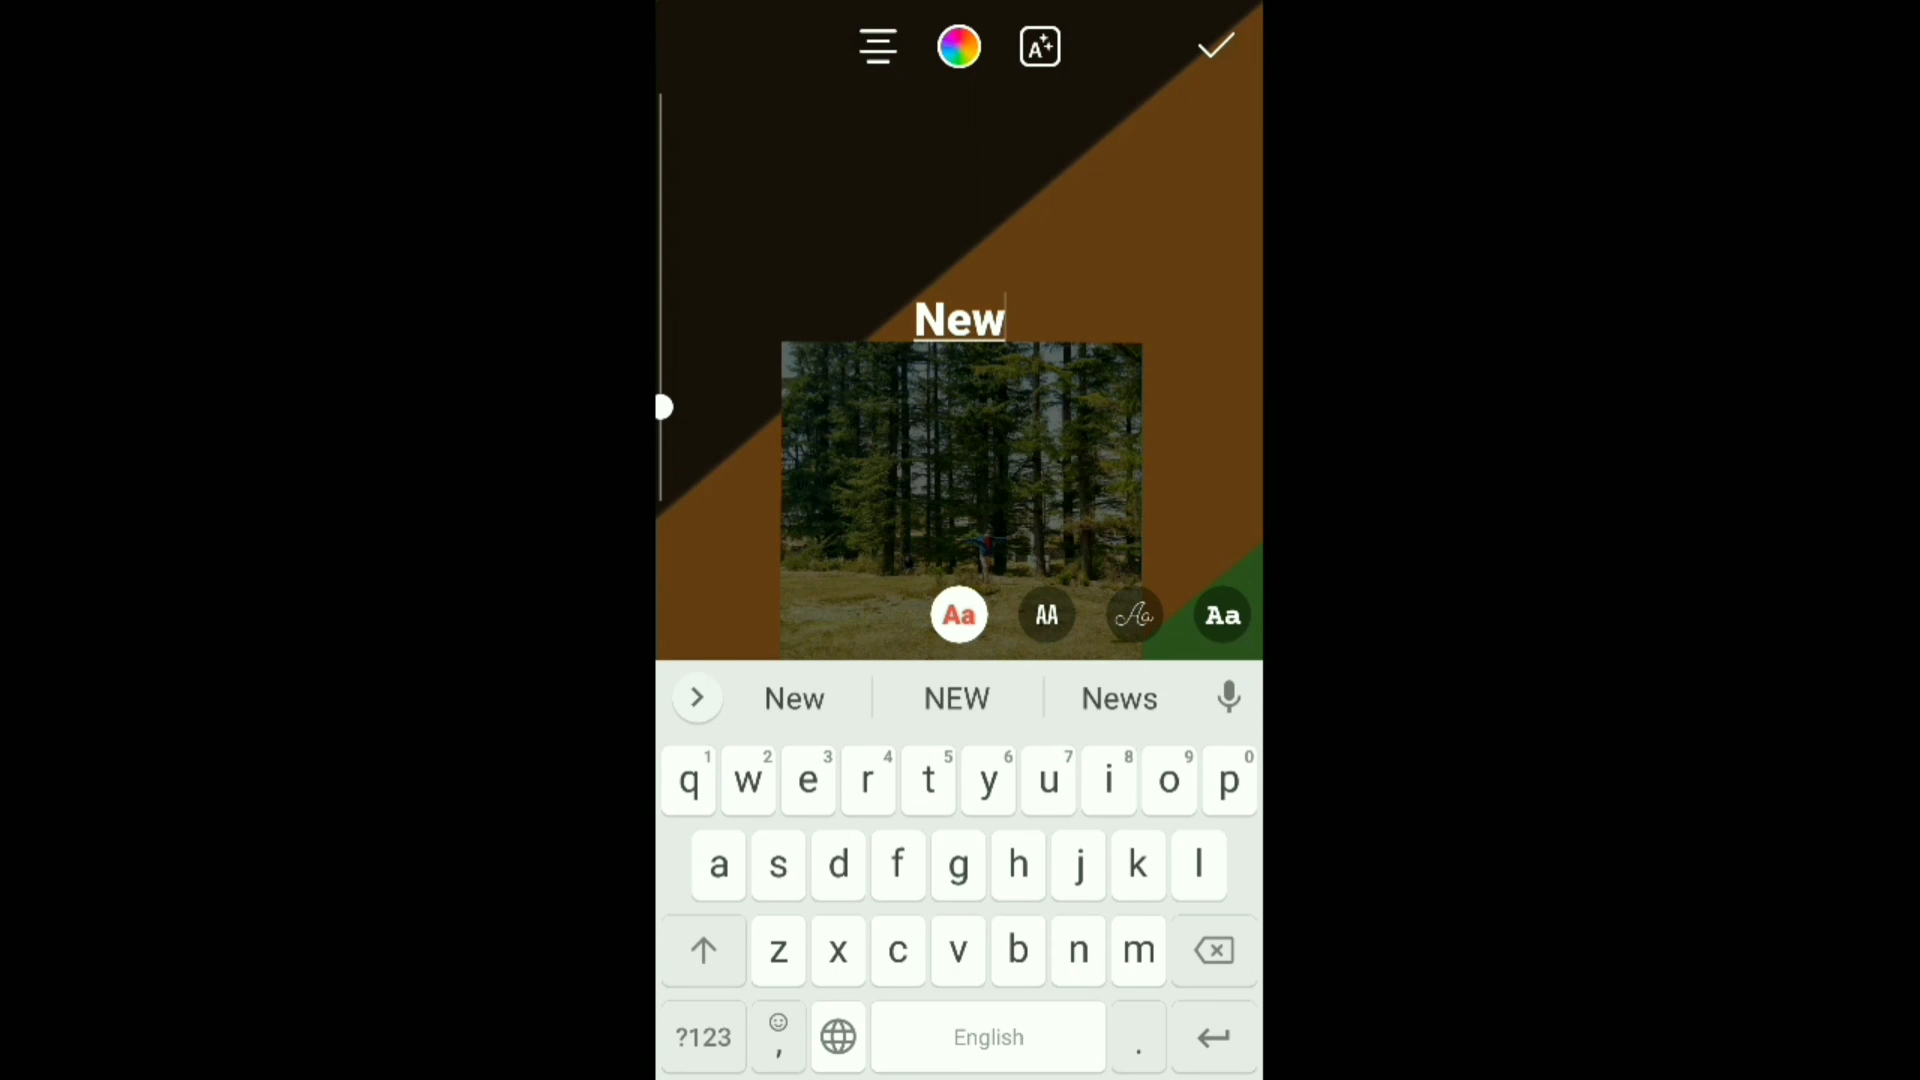 A
New
Aa AA Aa Aa
New NEW News
1 2 3 4 5 6 7 8 9 0
q w e r t y u i o p
a s d f g h j k l
z x c v b n m
?123 , English .